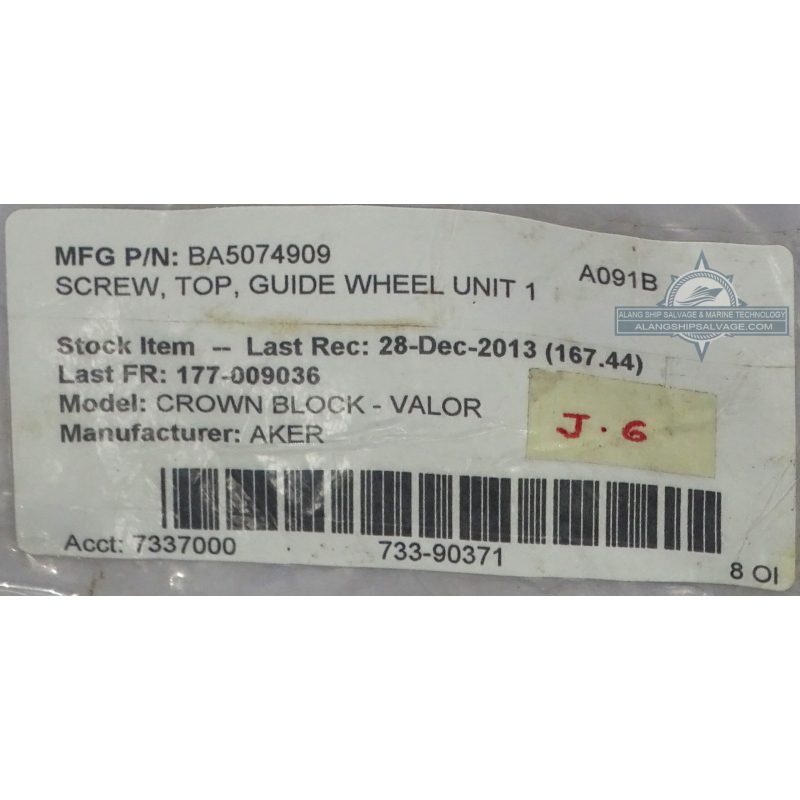 MFG P/N: BA5074909
SCREW, TOP, GUIDE WHEEL UNIT 1
A091B
ALANG SHIP SALVAGE & MARINE TECHNOLOGY
ALANGSHIPSALVAGE.COM
Stock Item -- Last Rec: 28-Dec-2013 (167.44)
Last FR: 177-009036
Model: CROWN BLOCK - VALOR
Manufacturer: AKER
J.6
Acct: 7337000
733-90371
8 OI